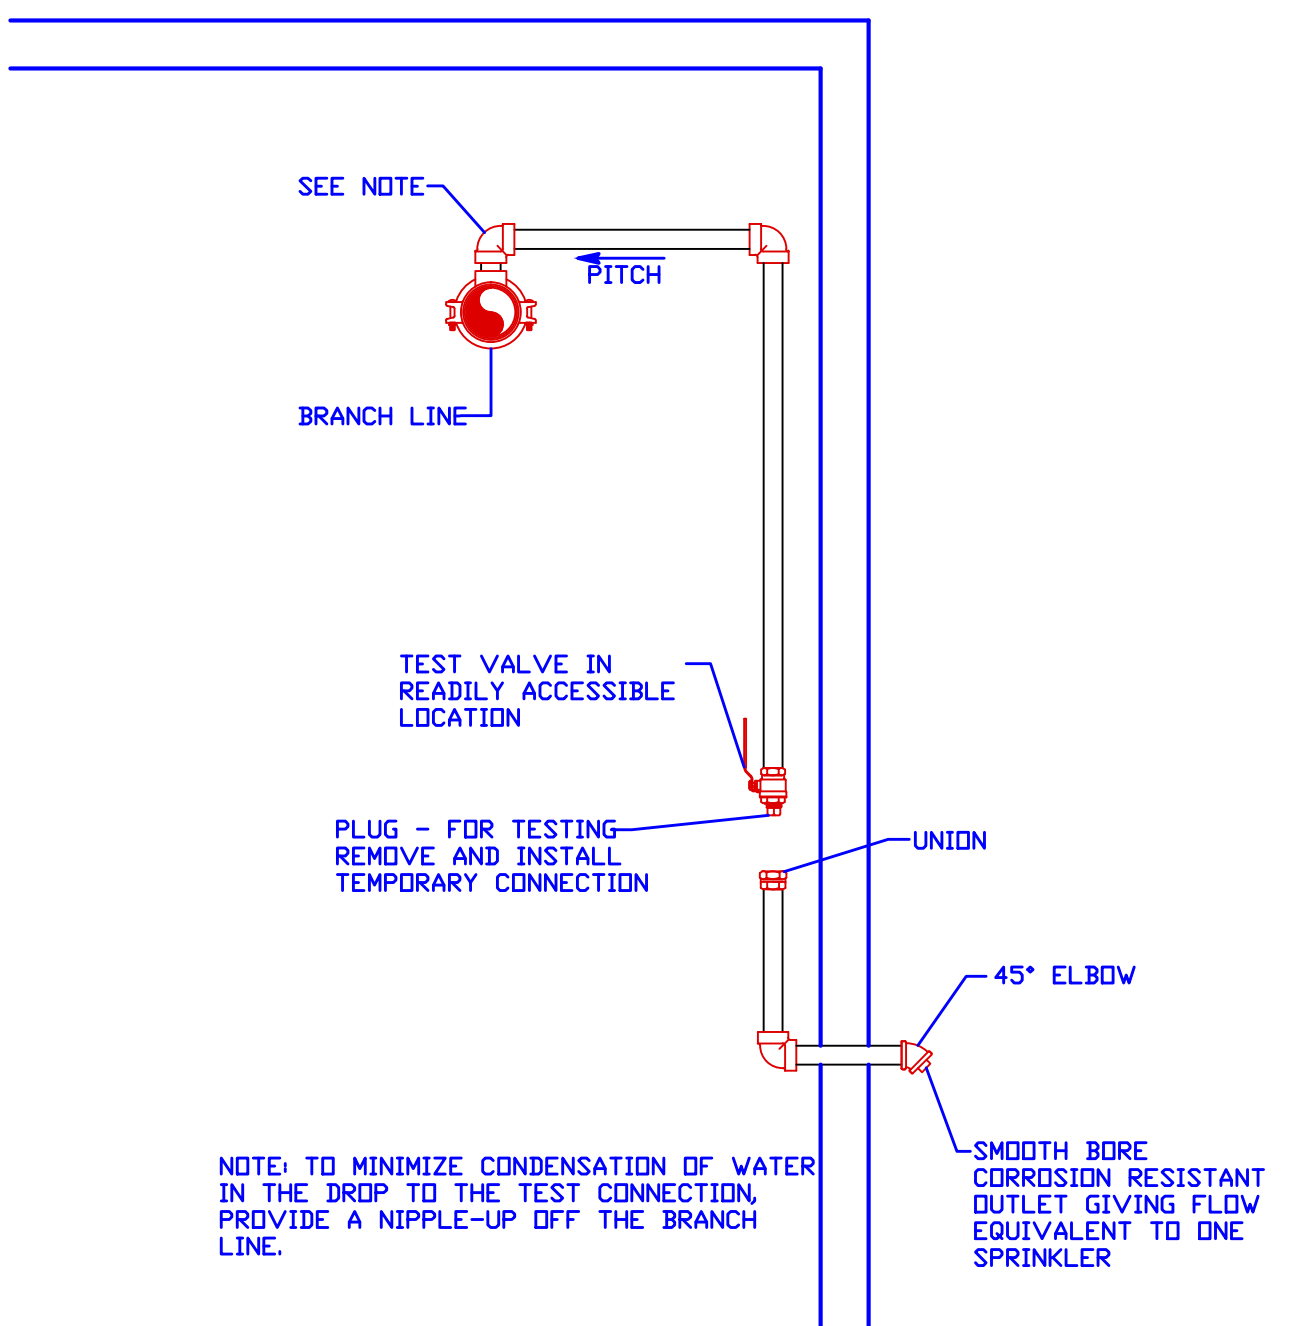 SEE NOTE
PITCH
BRANCH LINE
TEST VALVE IN
READILY ACCESSIBLE
LOCATION
PLUG - FOR TESTING
REMOVE AND INSTALL
TEMPORARY CONNECTION
UNION
45° ELBOW
NOTE: TO MINIMIZE CONDENSATION OF WATER
IN THE DROP TO THE TEST CONNECTION,
PROVIDE A NIPPLE-UP OFF THE BRANCH
LINE.
SMOOTH BORE
CORROSION RESISTANT
OUTLET GIVING FLOW
EQUIVALENT TO ONE
SPRINKLER